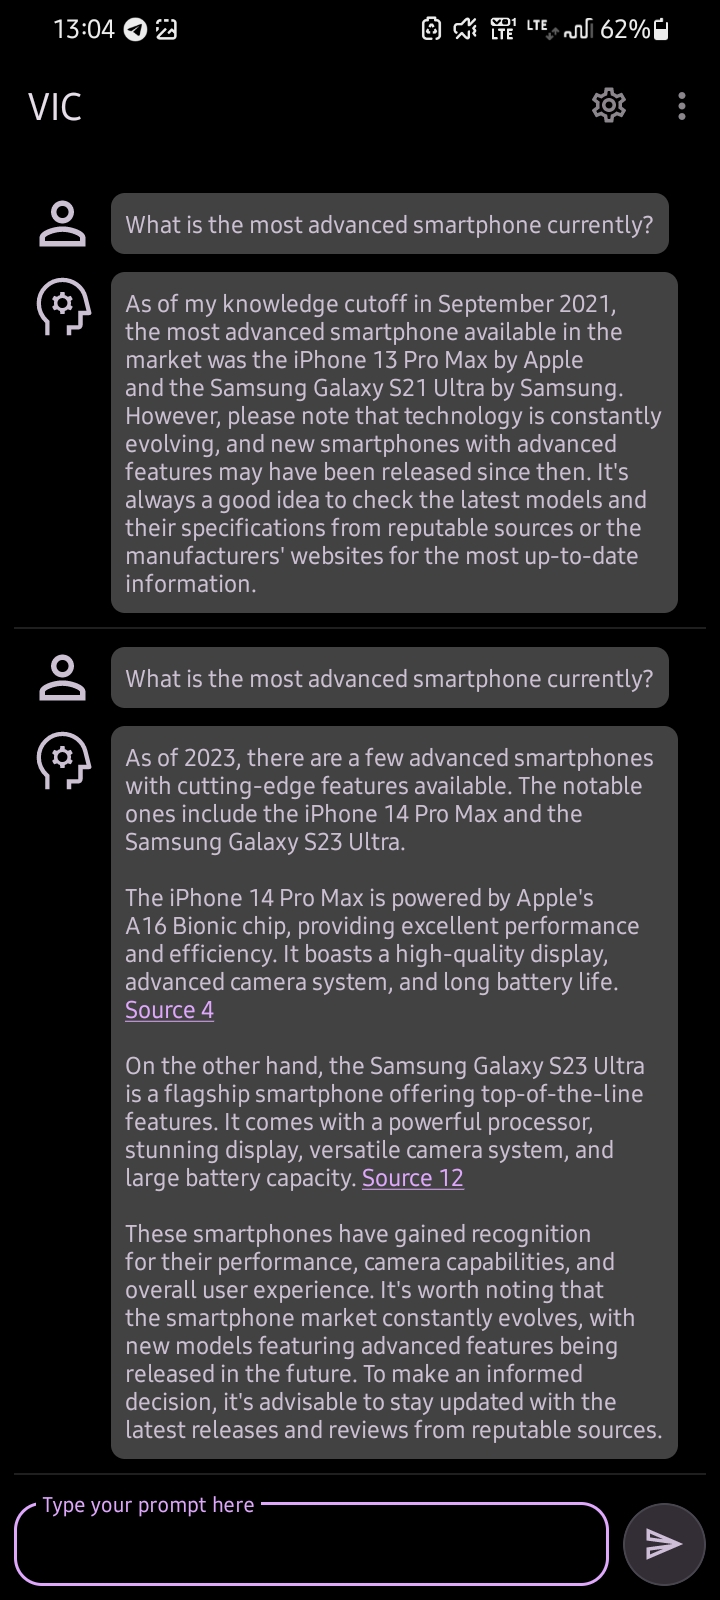 13:04 VoD1 LTE LTE 62%
VIC
What is the most advanced smartphone currently?
As of my knowledge cutoff in September 2021,
the most advanced smartphone available in the
market was the iPhone 13 Pro Max by Apple
and the Samsung Galaxy S21 Ultra by Samsung.
However, please note that technology is constantly
evolving, and new smartphones with advanced
features may have been released since then. It's
always a good idea to check the latest models and
their specifications from reputable sources or the
manufacturers' websites for the most up-to-date
information.
What is the most advanced smartphone currently?
As of 2023, there are a few advanced smartphones
with cutting-edge features available. The notable
ones include the iPhone 14 Pro Max and the
Samsung Galaxy S23 Ultra.
The iPhone 14 Pro Max is powered by Apple's
A16 Bionic chip, providing excellent performance
and efficiency. It boasts a high-quality display,
advanced camera system, and long battery life.
Source 4
On the other hand, the Samsung Galaxy S23 Ultra
is a flagship smartphone offering top-of-the-line
features. It comes with a powerful processor,
stunning display, versatile camera system, and
large battery capacity. Source 12
These smartphones have gained recognition
for their performance, camera capabilities, and
overall user experience. It's worth noting that
the smartphone market constantly evolves, with
new models featuring advanced features being
released in the future. To make an informed
decision, it's advisable to stay updated with the
latest releases and reviews from reputable sources.
Type your prompt here